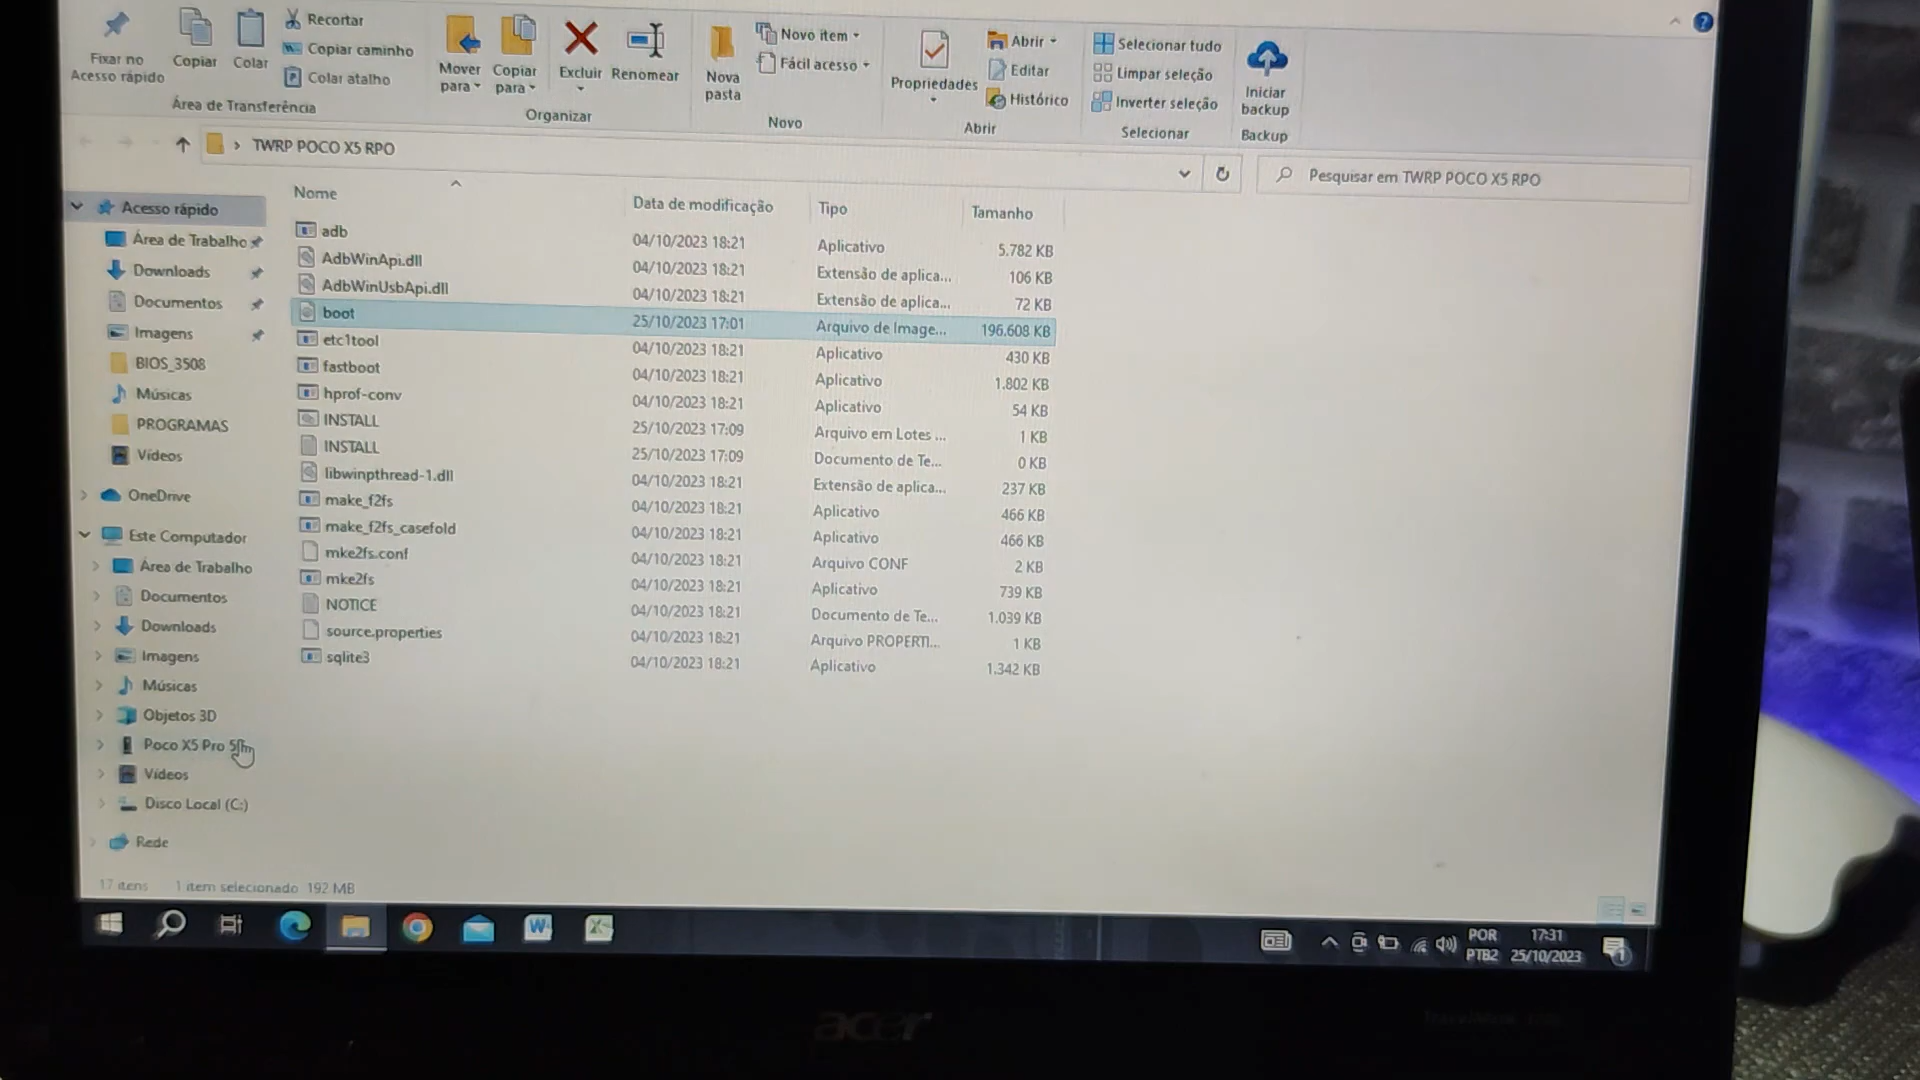 Recortar
Copiar caminho
Colar atalho
Fixar no
Acesso rápido
Copiar
Colar
Área de Transferência
Mover
para
Copiar
para
Excluir
Renomear
Organizar
Nova
pasta
Novo item
Fácil acesso
Novo
Propriedades
Abrir
Editar
Histórico
Abrir
Selecionar tudo
Limpar seleção
Inverter seleção
Selecionar
Iniciar
backup
Backup
TWRP POCO X5 RPO
Pesquisar em TWRP POCO X5 RPO
Nome Data de modificação Tipo Tamanho
adb 04/10/2023 18:21 Aplicativo 5.782 KB
AdbWinApi.dll 04/10/2023 18:21 Extensão de aplica... 106 KB
AdbWinUsbApi.dll 04/10/2023 18:21 Extensão de aplica... 72 KB
boot 25/10/2023 17:01 Arquivo de Image... 196.608 KB
etc1tool 04/10/2023 18:21 Aplicativo 430 KB
fastboot 04/10/2023 18:21 Aplicativo 1.802 KB
hprof-conv 04/10/2023 18:21 Aplicativo 54 KB
INSTALL 25/10/2023 17:09 Arquivo em Lotes ... 1 KB
INSTALL 25/10/2023 17:09 Documento de Te... 0 KB
libwinpthread-1.dll 04/10/2023 18:21 Extensão de aplica... 237 KB
make_f2fs 04/10/2023 18:21 Aplicativo 466 KB
make_f2fs_casefold 04/10/2023 18:21 Aplicativo 466 KB
mke2fs.conf 04/10/2023 18:21 Arquivo CONF 2 KB
mke2fs 04/10/2023 18:21 Aplicativo 739 KB
NOTICE 04/10/2023 18:21 Documento de Te... 1.039 KB
source.properties 04/10/2023 18:21 Arquivo PROPERTI... 1 KB
sqlite3 04/10/2023 18:21 Aplicativo 1.342 KB
Acesso rápido
Área de Trabalho
Downloads
Documentos
Imagens
BIOS_3508
Músicas
PROGRAMAS
Vídeos
OneDrive
Este Computador
Área de Trabalho
Documentos
Downloads
Imagens
Músicas
Objetos 3D
Poco X5 Pro
Vídeos
Disco Local (C:)
Rede
17 itens 1 item selecionado 192 MB
POR
PTB2
17:31
25/10/2023
1
acer